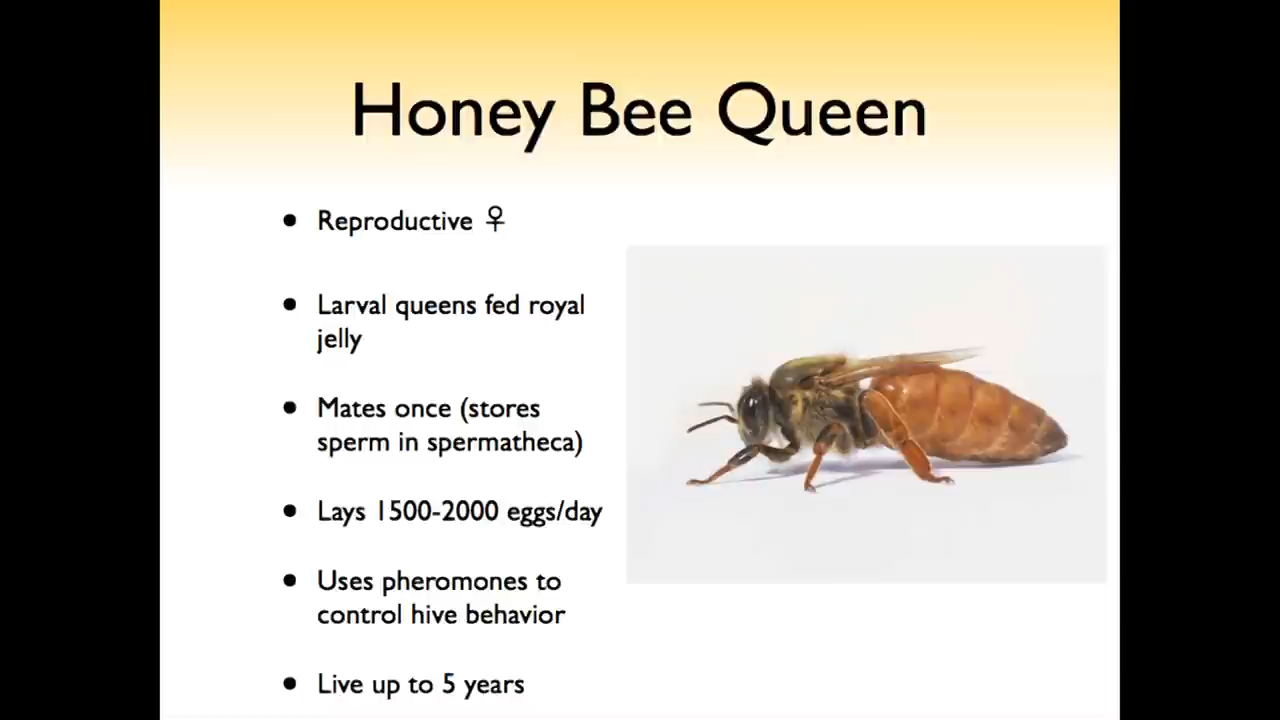 Honey Bee Queen
• Reproductive ♀
• Larval queens fed royal
jelly
• Mates once (stores
sperm in spermatheca)
• Lays 1500-2000 eggs/day
• Uses pheromones to
control hive behavior
• Live up to 5 years